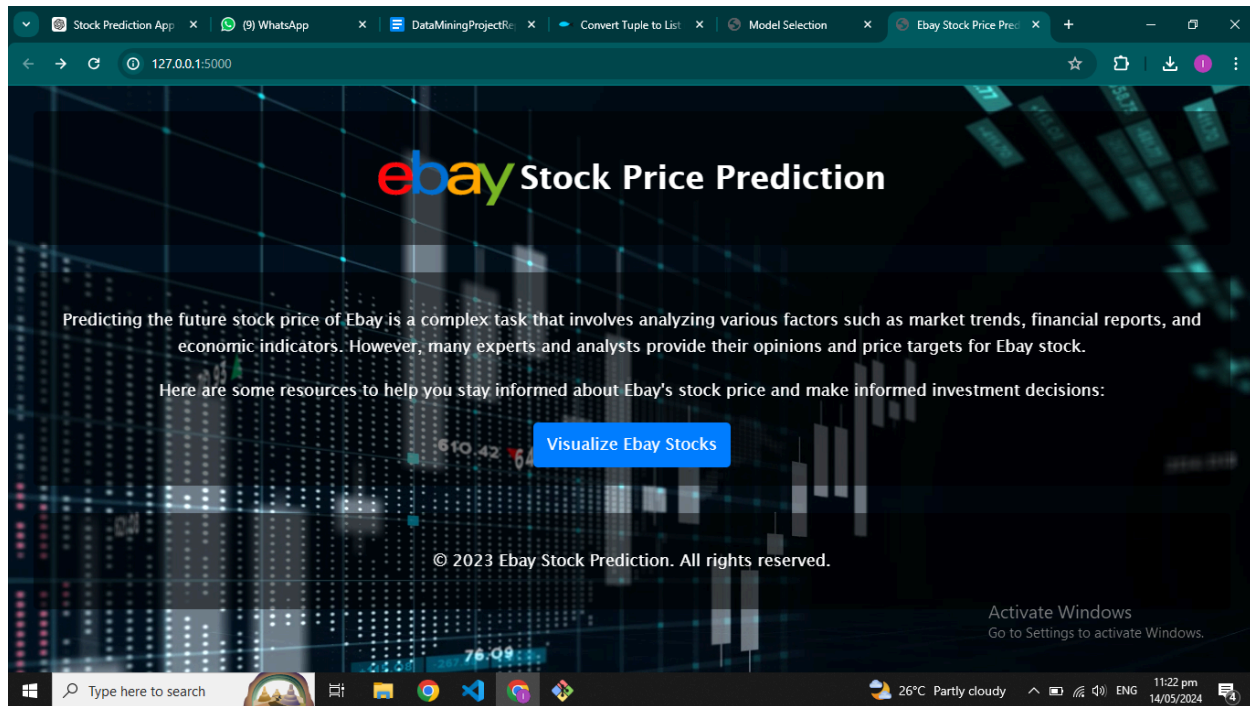 Stock Prediction App
(9) WhatsApp
DataMiningProjectRe
Convert Tuple to List
Model Selection
Ebay Stock Price Pred
127.0.0.1:5000
ebay Stock Price Prediction
Predicting the future stock price of Ebay is a complex task that involves analyzing various factors such as market trends, financial reports, and
economic indicators. However, many experts and analysts provide their opinions and price targets for Ebay stock.
Here are some resources to help you stay informed about Ebay's stock price and make informed investment decisions:
610.42
Visualize Ebay Stocks
© 2023 Ebay Stock Prediction. All rights reserved.
Activate Windows
Go to Settings to activate Windows.
76.09
Type here to search
26°C Partly cloudy
ENG
11:22 pm
14/05/2024
4